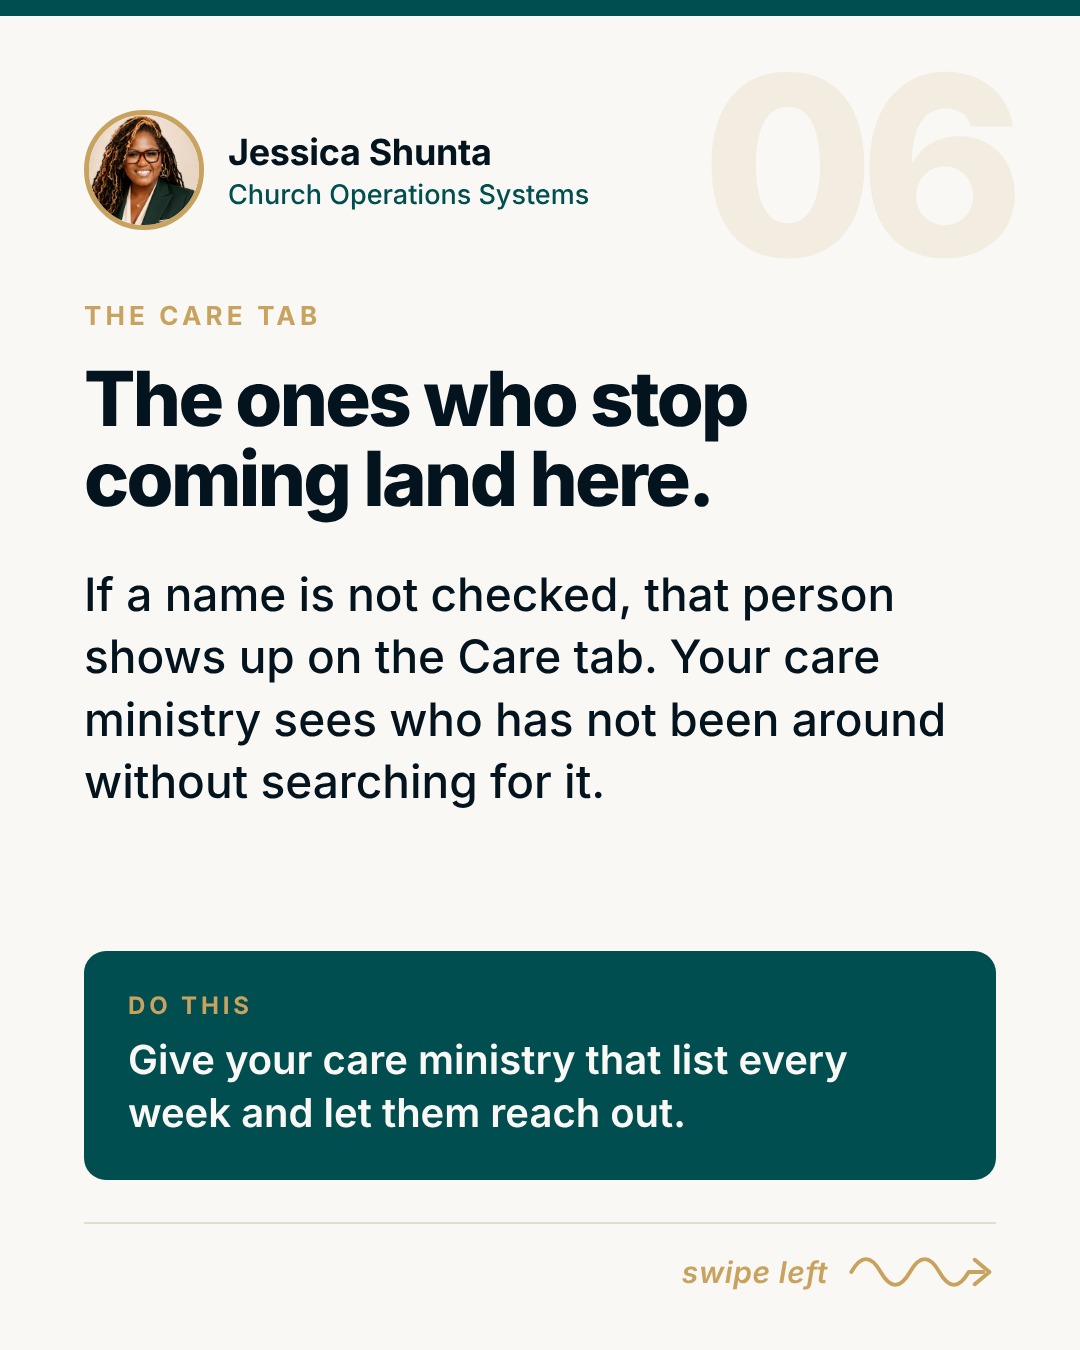 06
Jessica Shunta
Church Operations Systems
THE CARE TAB
The ones who stop
coming land here.
If a name is not checked, that person
shows up on the Care tab. Your care
ministry sees who has not been around
without searching for it.
DO THIS
Give your care ministry that list every
week and let them reach out.
swipe left